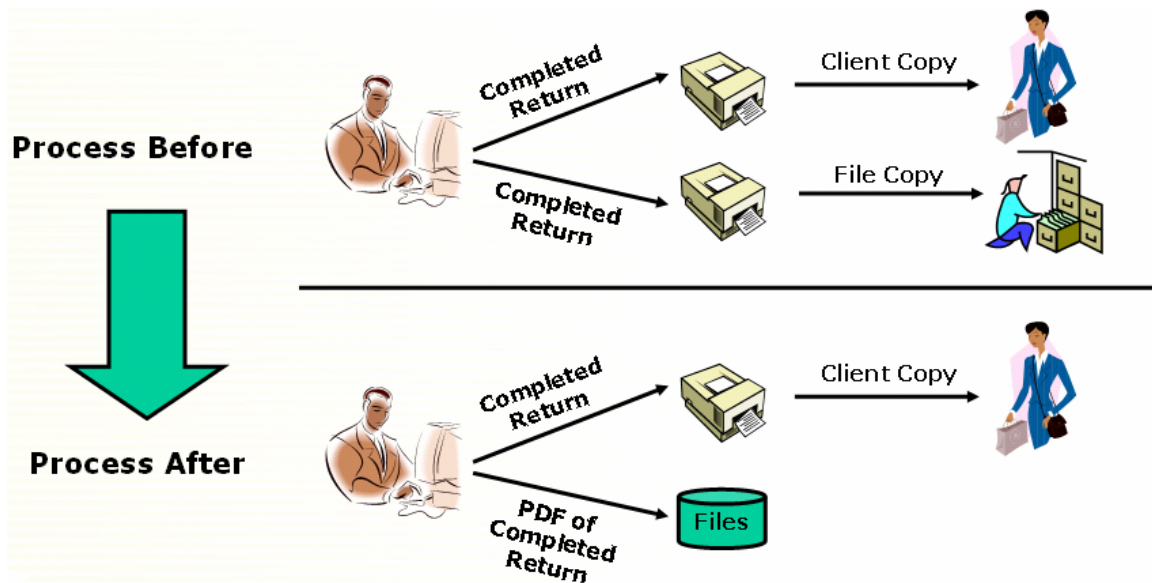 Process Before
Completed
Return
Client Copy
Completed
Return
File Copy
Process After
Completed
Return
Client Copy
PDF of
Completed
Return
Files